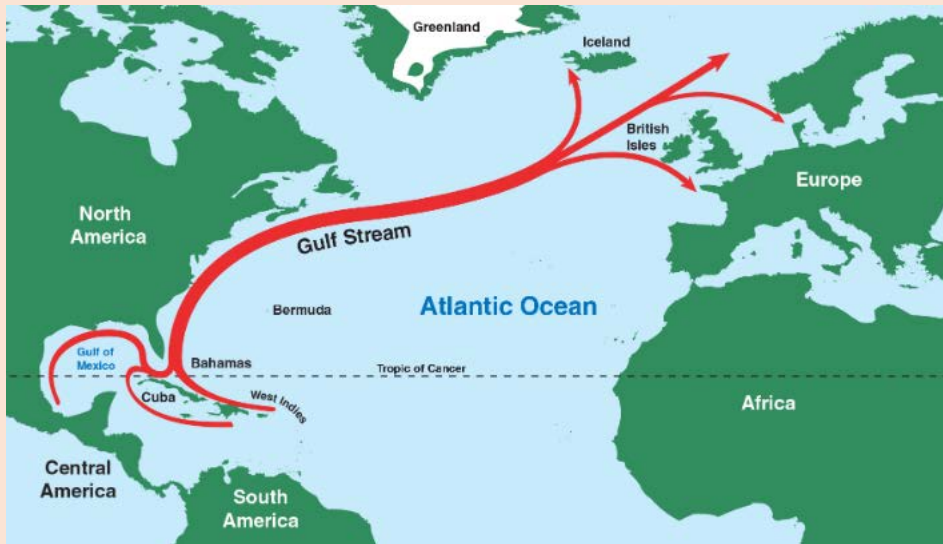 Greenland
Iceland
British
Isles
Europe
North
America
Gulf Stream
Bermuda
Atlantic Ocean
Gulf of
Mexico
Bahamas
Tropic of Cancer
Cuba
West Indies
Africa
Central
America
South
America